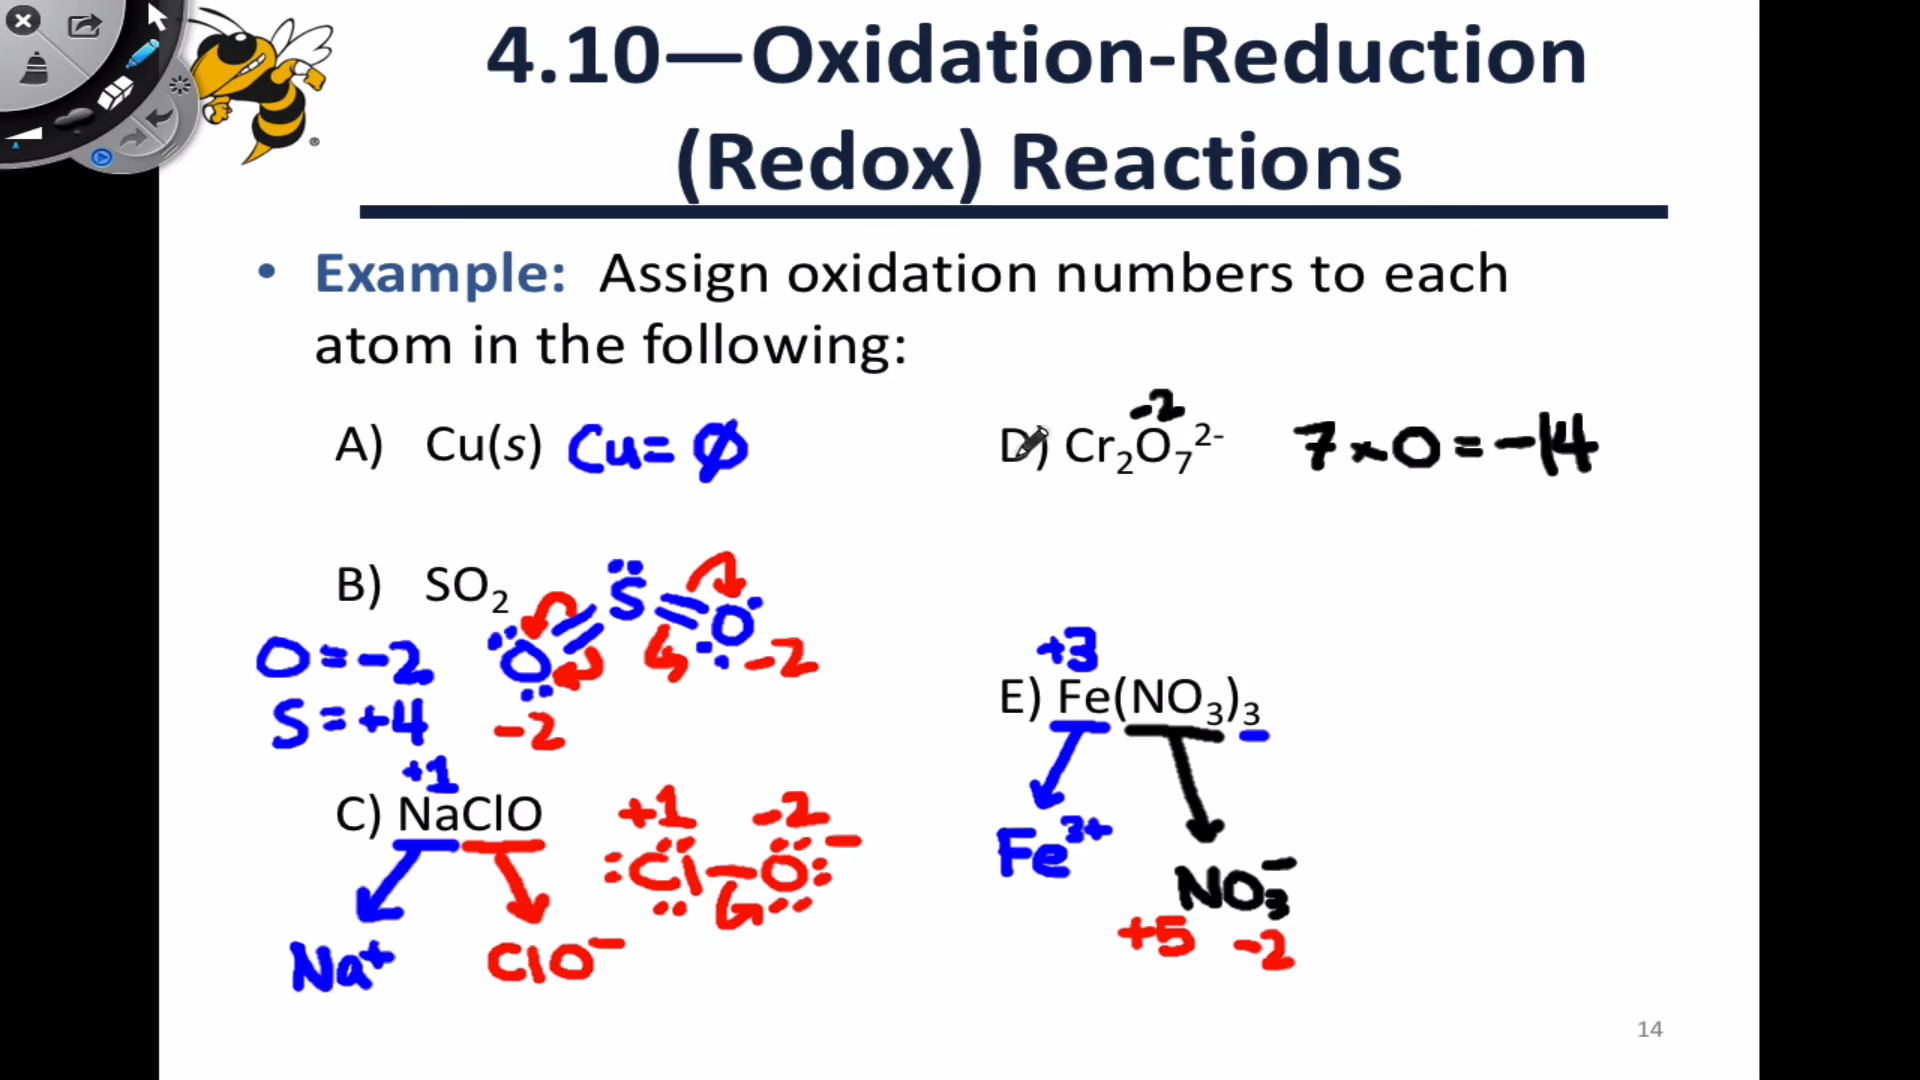 4.10—Oxidation-Reduction
(Redox) Reactions
• Example: Assign oxidation numbers to each
atom in the following:
A) Cu(s) Cu = Ø
B) SO₂
S
O
O
-2
-2
O = -2
S = +4
+1
C) NaClO
Na⁺
ClO⁻
+1 -2
:Cl–O:⁻
-2
D) Cr₂O₇²⁻ 7 × O = -14
+3
E) Fe(NO₃)₃
Fe³⁺
NO₃⁻
+5 -2
14